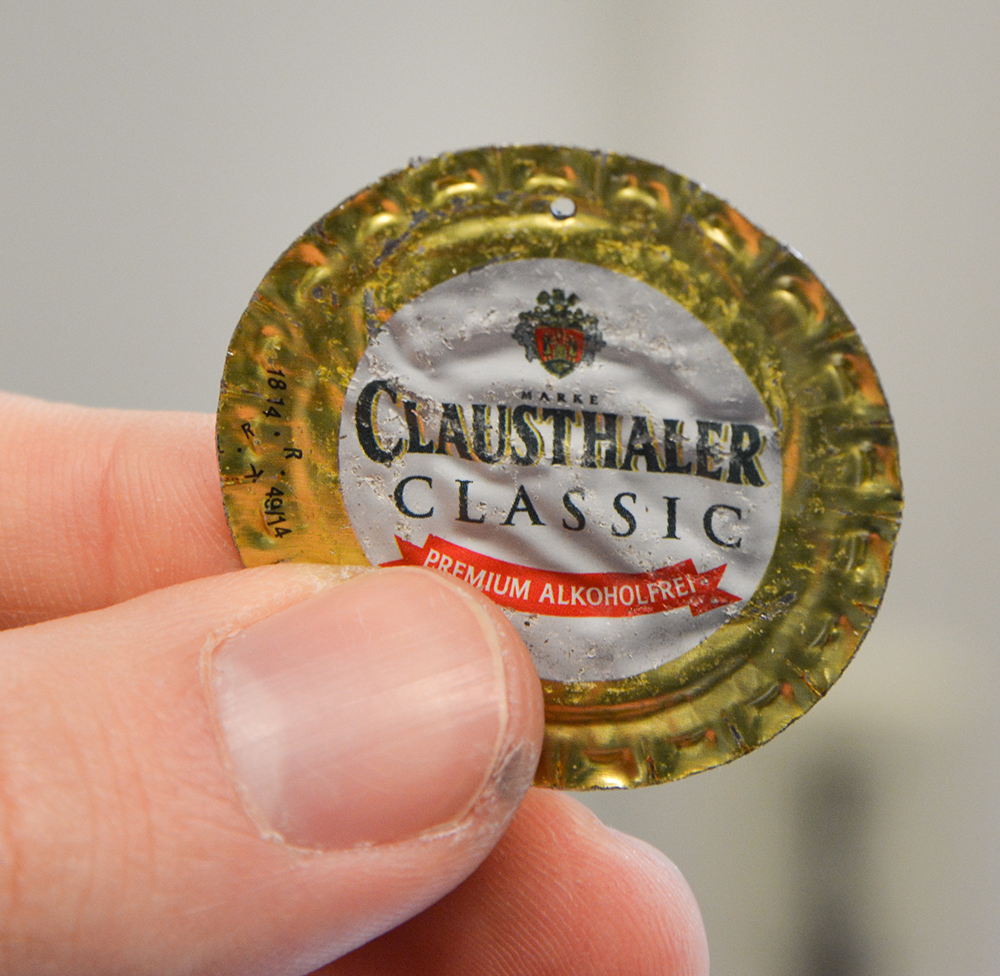 MARKE
CLAUSTHALER
CLASSIC
PREMIUM ALKOHOLFREI
1814 · R · 49/14